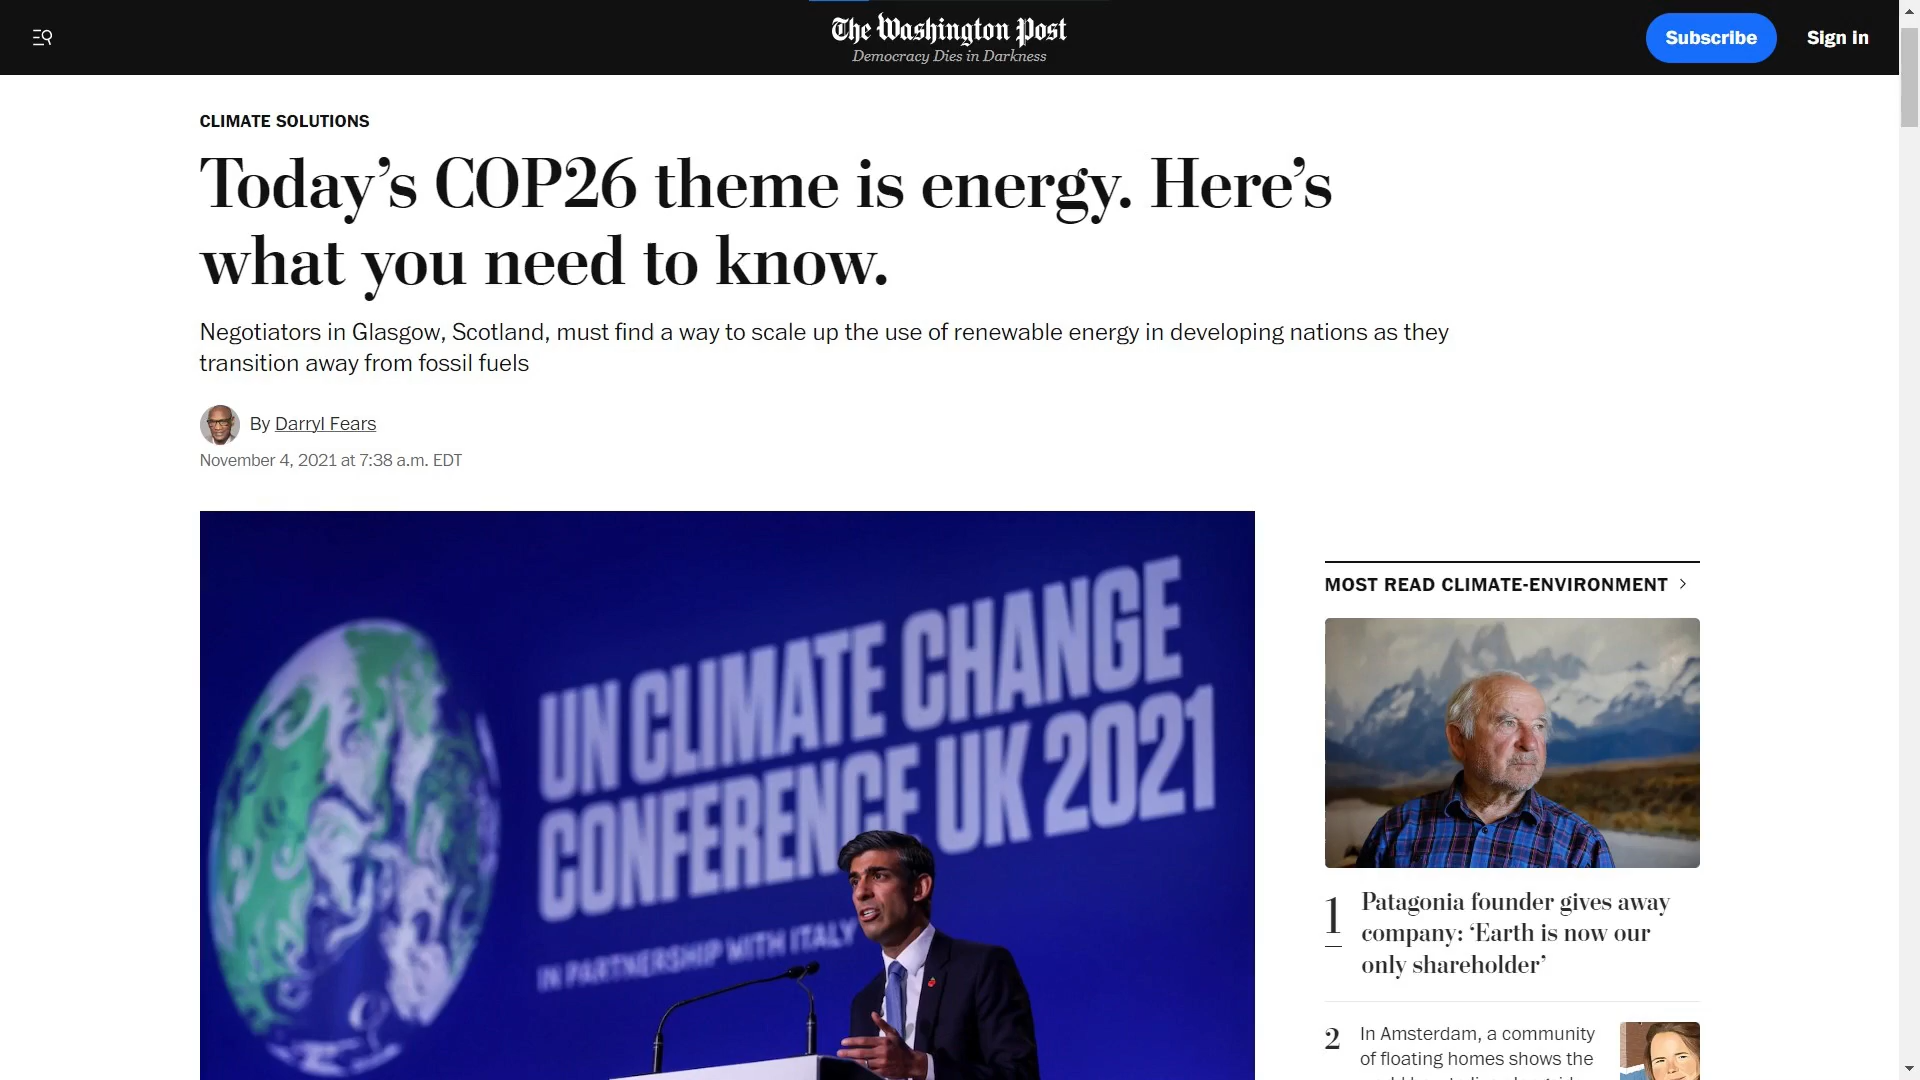 The Washington Post
Democracy Dies in Darkness
Subscribe
Sign in
CLIMATE SOLUTIONS
Today’s COP26 theme is energy. Here’s
what you need to know.
Negotiators in Glasgow, Scotland, must find a way to scale up the use of renewable energy in developing nations as they
transition away from fossil fuels
By Darryl Fears
November 4, 2021 at 7:38 a.m. EDT
UN CLIMATE CHANGE
CONFERENCE UK 2021
IN PARTNERSHIP WITH ITALY
MOST READ CLIMATE-ENVIRONMENT
1
Patagonia founder gives away
company: ‘Earth is now our
only shareholder’
2
In Amsterdam, a community
of floating homes shows the